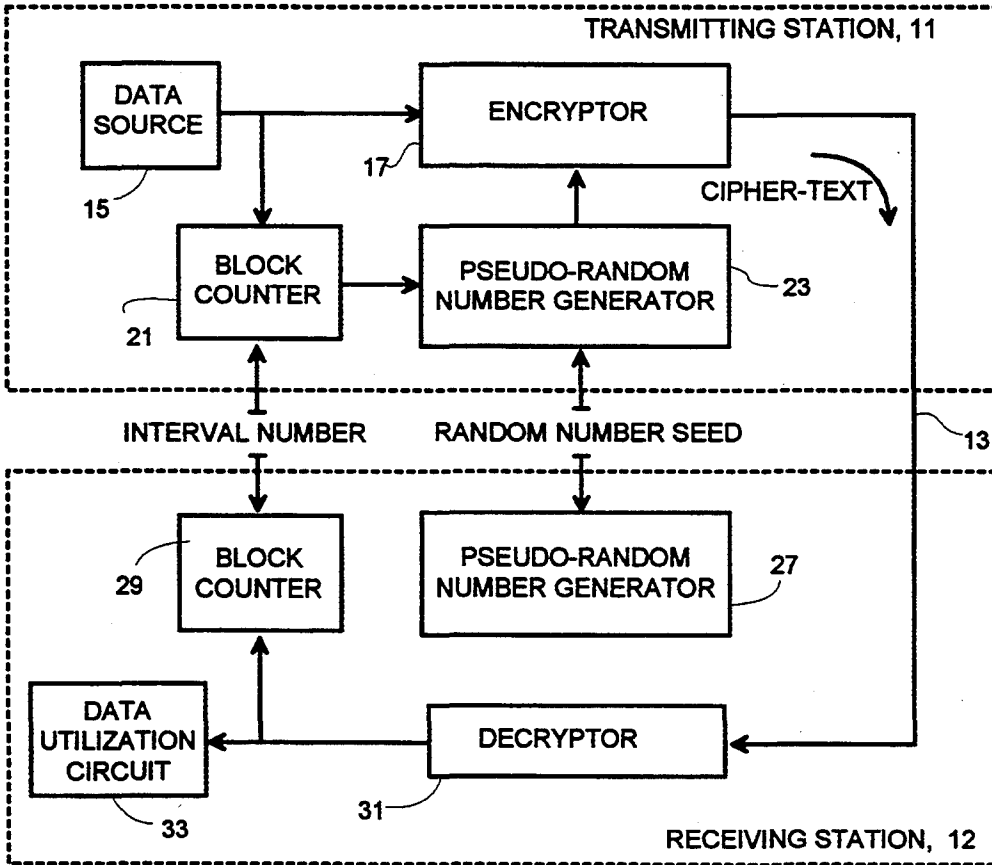 TRANSMITTING STATION, 11
DATA
SOURCE
15
ENCRYPTOR
17
CIPHER-TEXT
BLOCK
COUNTER
21
PSEUDO-RANDOM
NUMBER GENERATOR
23
INTERVAL NUMBER
RANDOM NUMBER SEED
13
BLOCK
COUNTER
29
PSEUDO-RANDOM
NUMBER GENERATOR
27
DATA
UTILIZATION
CIRCUIT
33
DECRYPTOR
31
RECEIVING STATION, 12